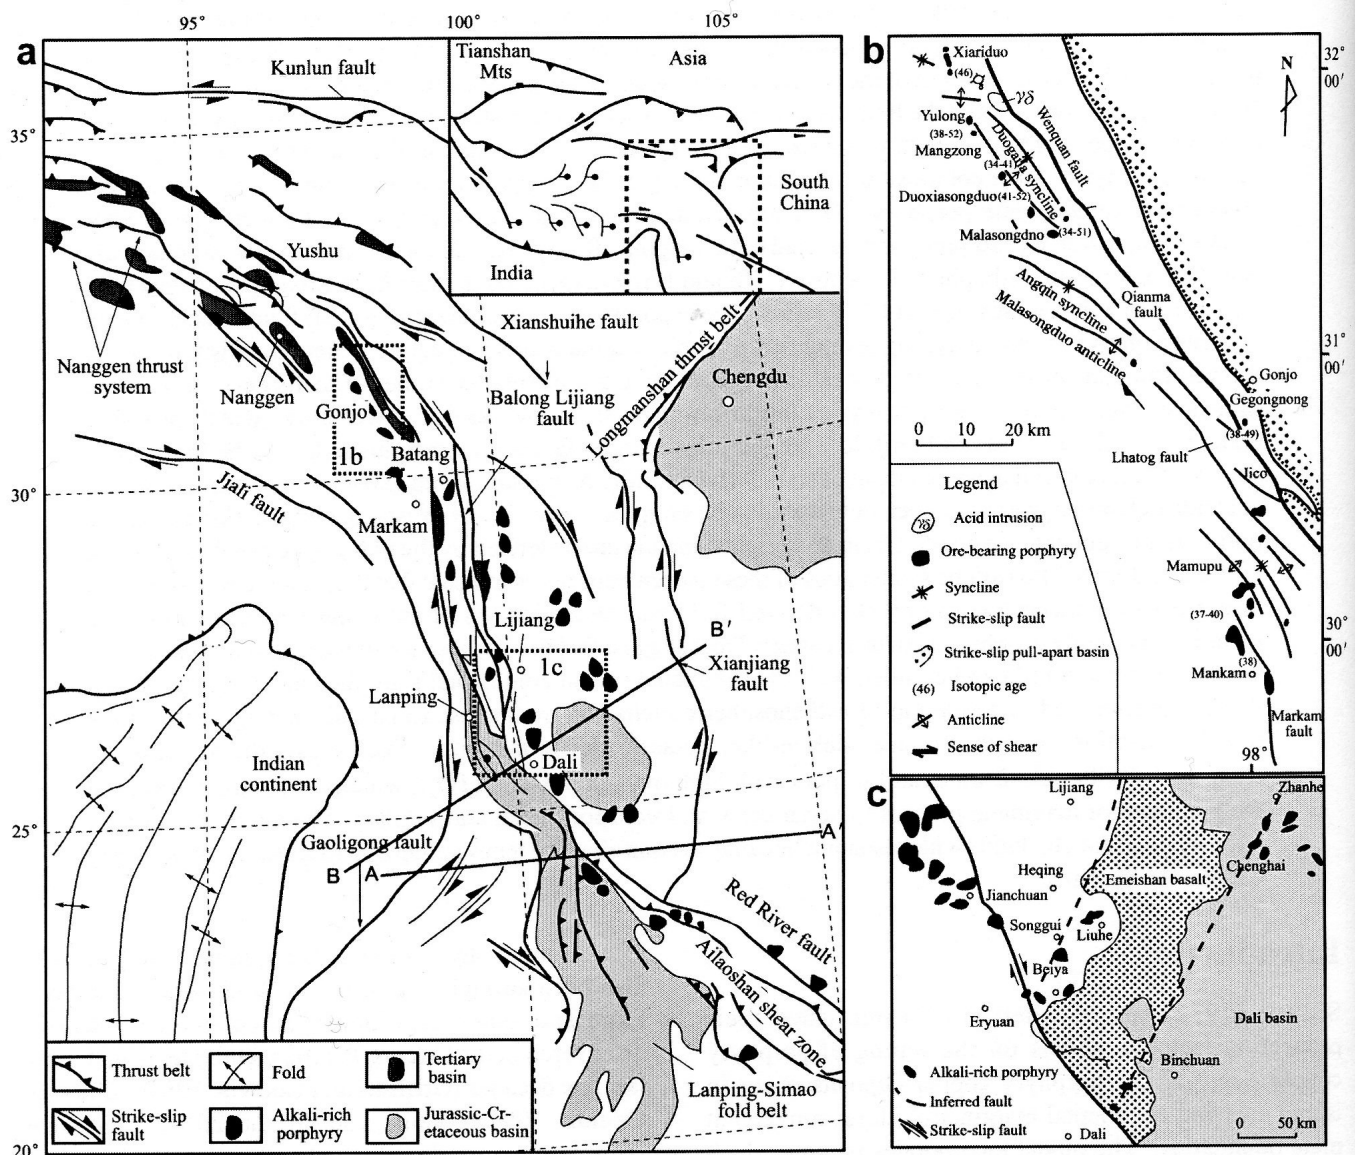 95°
100°
105°
a
Kunlun fault
Tianshan
Mts
Asia
South
China
India
35°
Yushu
Xianshuihe fault
Nanggen thrust
system
Nanggen
Gonjo
1b
Balong Lijiang
fault
Longmanshan thrnst belt
Chengdu
Batang
30°
Jiali fault
Markam
Lijiang
1c
B'
Xianjiang
fault
Lanping
Dali
Indian
continent
25°
Gaoligong fault
B
A
A'
Red River fault
Ailaoshan shear zone
Lanping-Simao
fold belt
Thrust belt
Fold
Tertiary
basin
Strike-slip
fault
Alkali-rich
porphyry
Jurassic-Cr-
etaceous basin
20°
b
Xiariduo
(46)
γδ
N
32°
00'
Yulong
(38-52)
Mangzong
(34-41)
Wenquan fault
Duogana syncline
Duoxiasongduo(41-52)
Malasongdno
(34-51)
Angqin syncline
Malasongduo anticline
Qianma
fault
31°
00'
Gonjo
Gegongnong
(38-49)
0 10 20 km
Lhatog fault
Jico
Legend
γδ Acid intrusion
Ore-bearing porphyry
Syncline
Strike-slip fault
Strike-slip pull-apart basin
(46) Isotopic age
Anticline
Sense of shear
Mamupu
(37-40)
30°
00'
(38)
Mankam
Markam
fault
98°
c
Lijiang
Zhanhe
Chenghai
Heqing
Emeishan basalt
Jianchuan
Songgui
Liuhe
Beiya
Eryuan
Dali basin
Binchuan
Alkali-rich porphyry
Inferred fault
Strike-slip fault
Dali
0 50 km